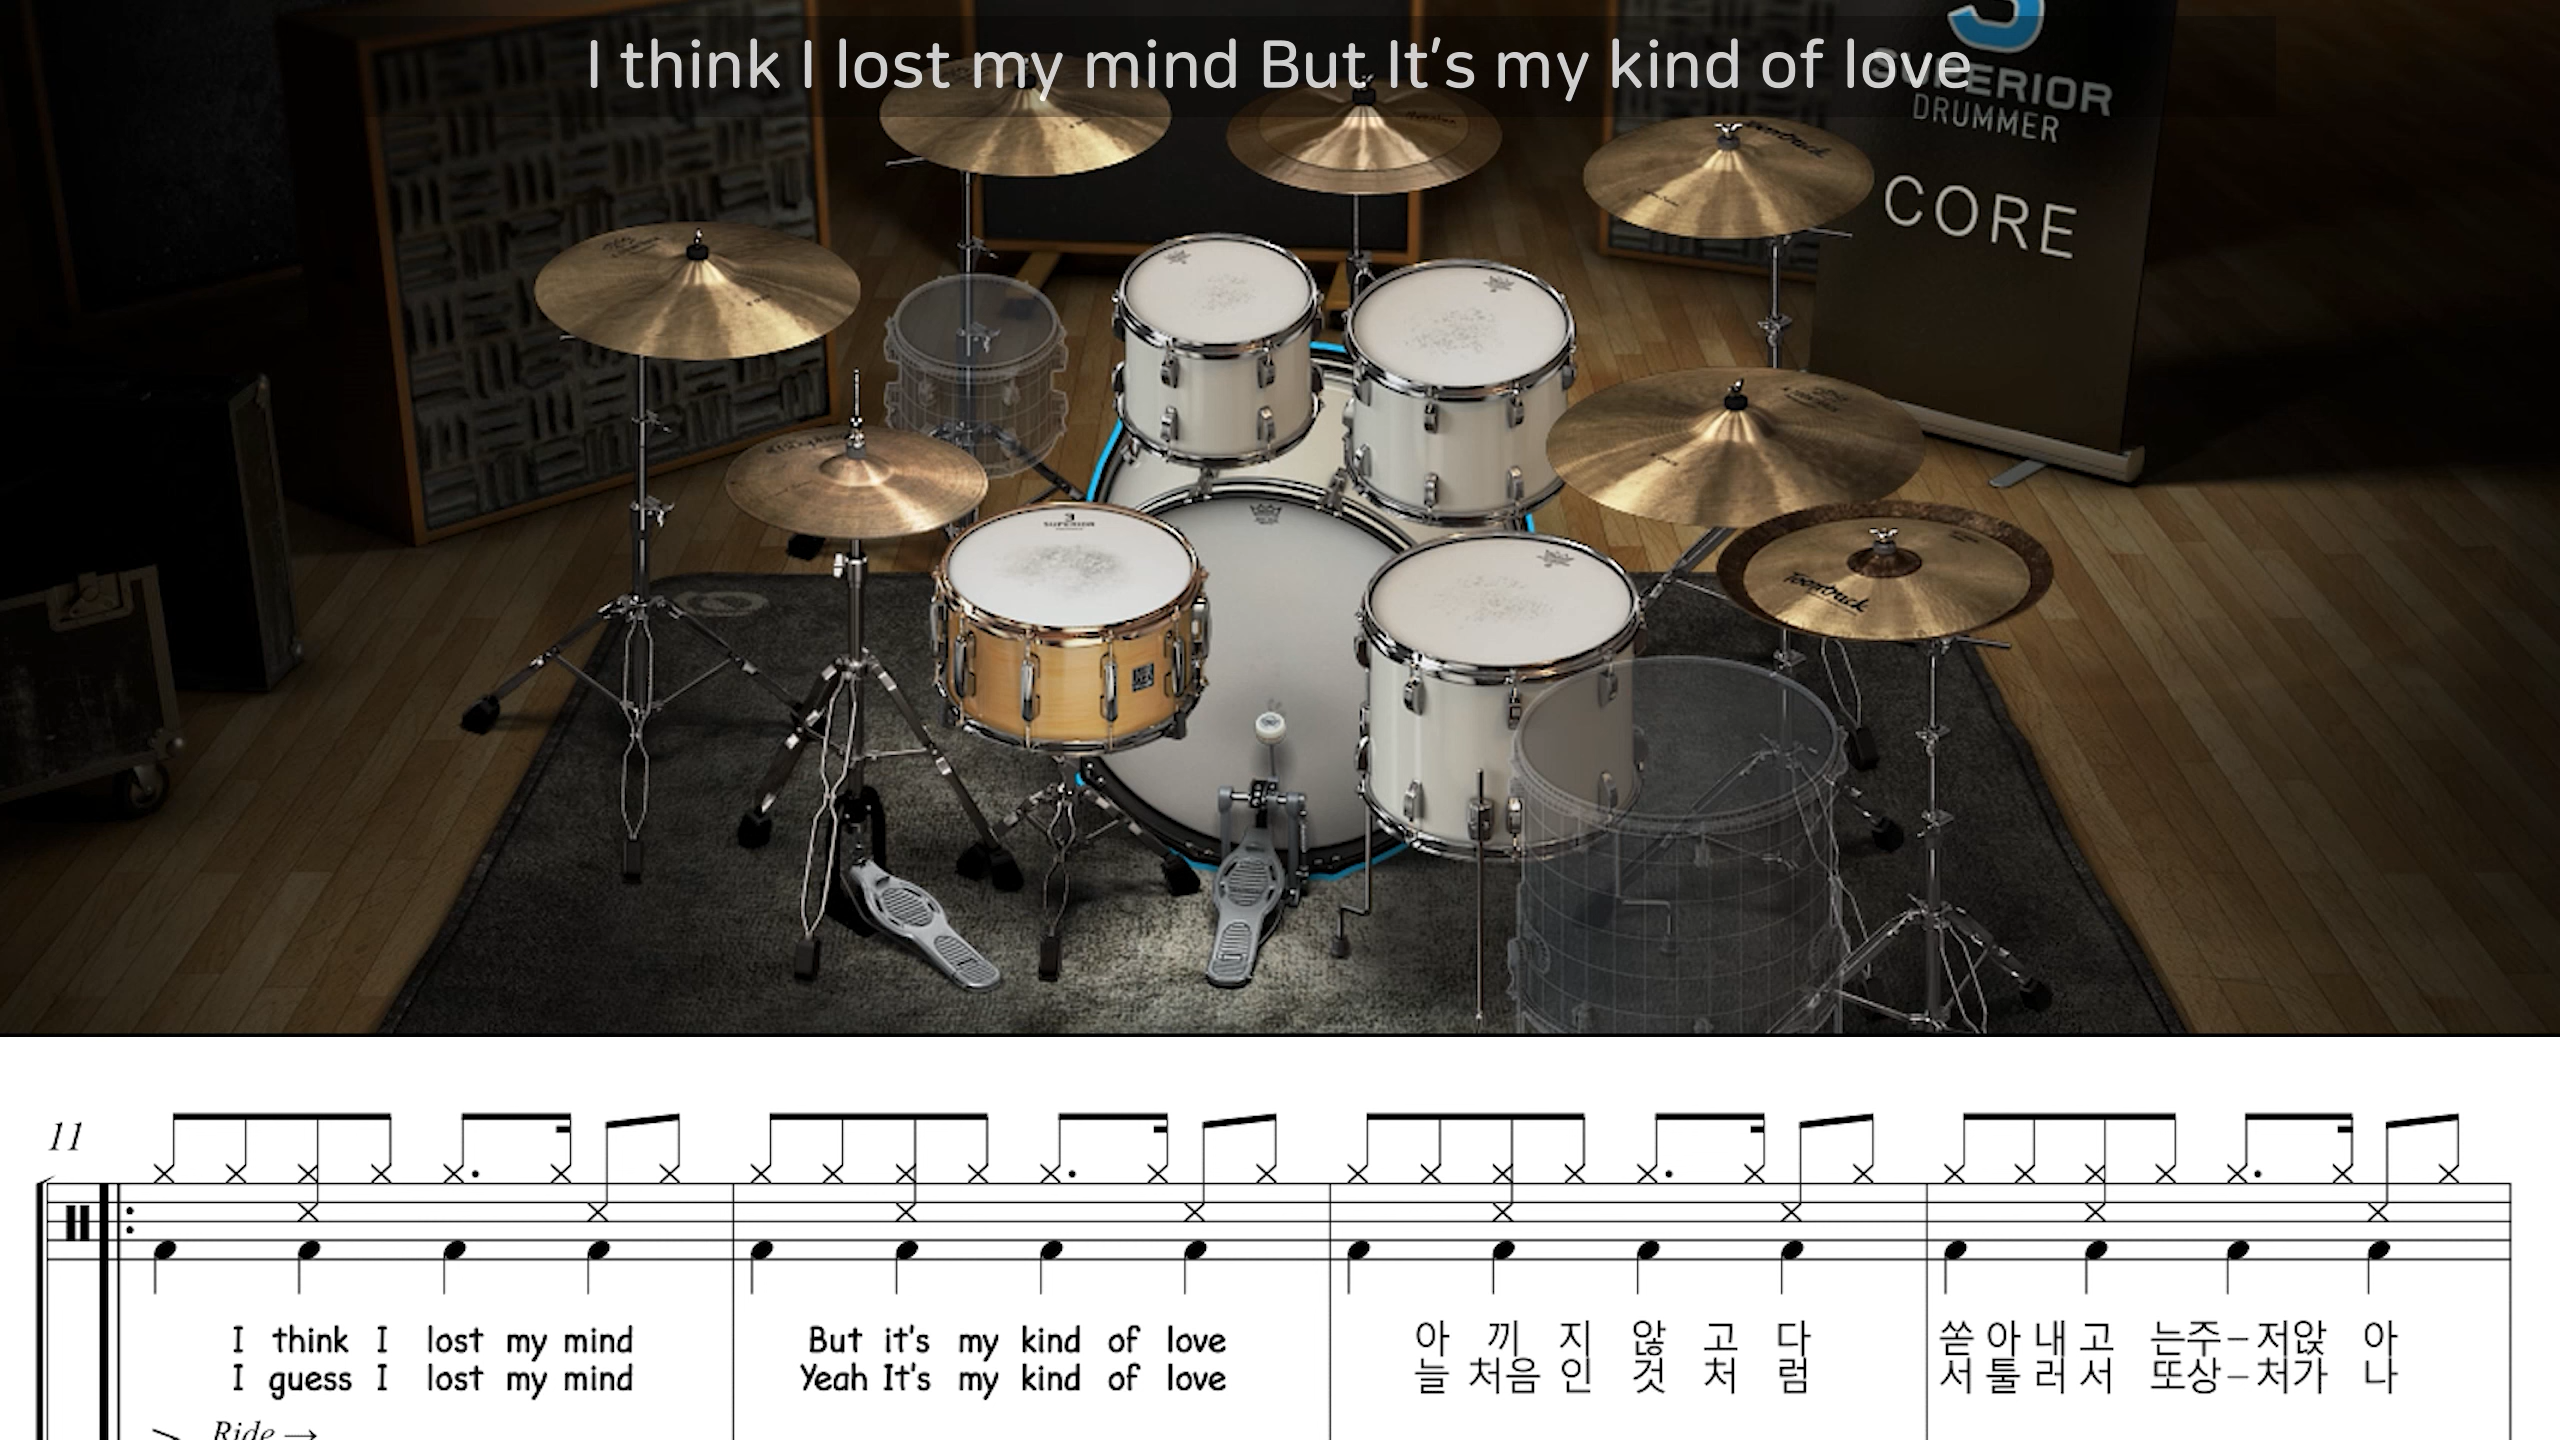 I think I lost my mind But It's my kind of love
SUPERIOR
DRUMMER
CORE
3
SUPERIOR
Toontrack
11
I think I lost my mind But it's my kind of love 아 끼 지 않 고 다 쏟 아 내 고 는주-저앉 아
I guess I lost my mind Yeah It's my kind of love 늘 처음 인 것 처 럼 서 툴 러 서 또상-처가 나
Ride →